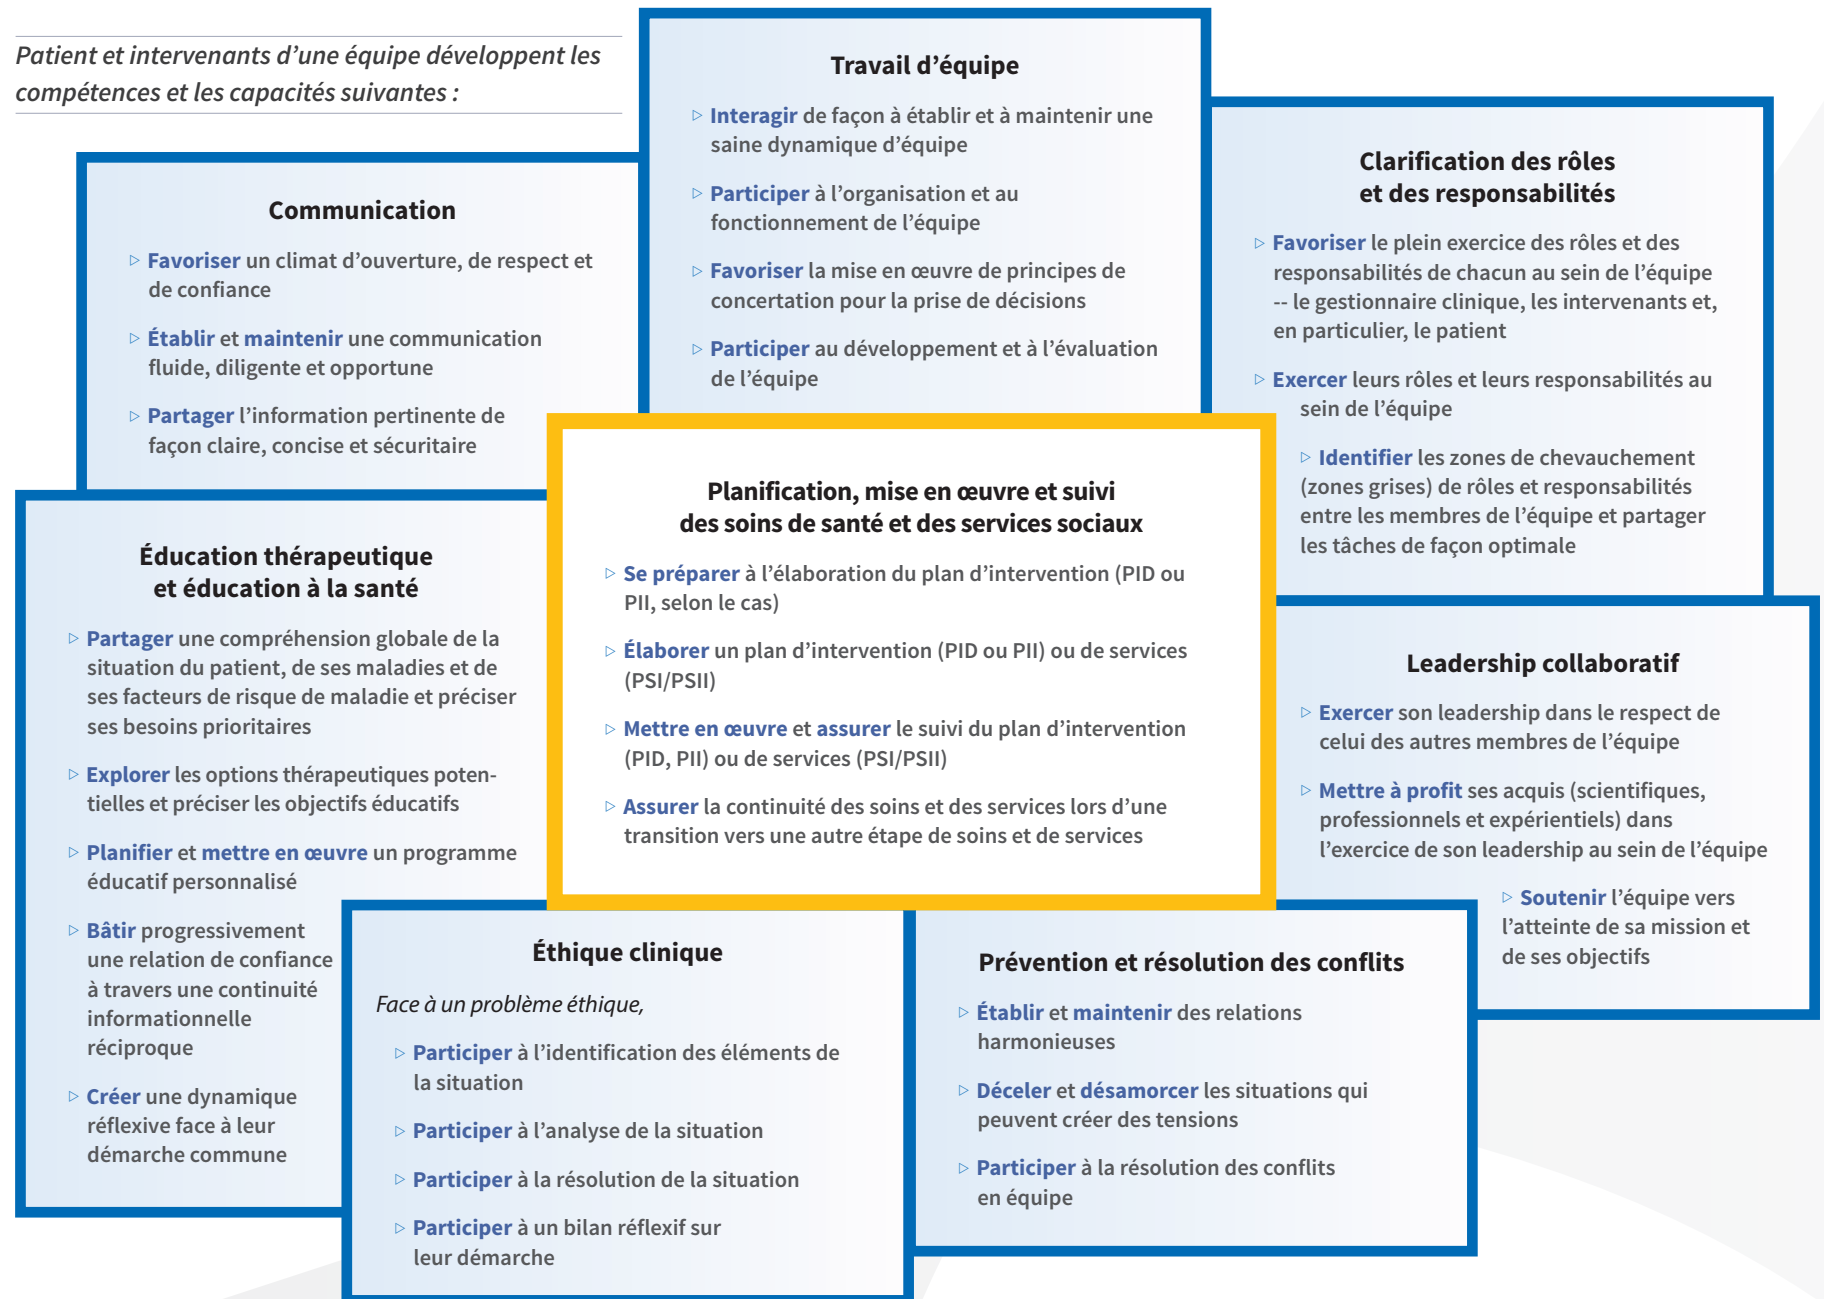 Patient et intervenants d’une équipe développent les
compétences et les capacités suivantes :
Travail d’équipe
▷ Interagir de façon à établir et à maintenir une
saine dynamique d’équipe
▷ Participer à l’organisation et au
fonctionnement de l’équipe
▷ Favoriser la mise en œuvre de principes de
concertation pour la prise de décisions
▷ Participer au développement et à l’évaluation
de l’équipe
Clarification des rôles
et des responsabilités
▷ Favoriser le plein exercice des rôles et des
responsabilités de chacun au sein de l’équipe
-- le gestionnaire clinique, les intervenants et,
en particulier, le patient
▷ Exercer leurs rôles et leurs responsabilités au
sein de l’équipe
▷ Identifier les zones de chevauchement
(zones grises) de rôles et responsabilités
entre les membres de l’équipe et partager
les tâches de façon optimale
Communication
▷ Favoriser un climat d’ouverture, de respect et
de confiance
▷ Établir et maintenir une communication
fluide, diligente et opportune
▷ Partager l’information pertinente de
façon claire, concise et sécuritaire
Planification, mise en œuvre et suivi
des soins de santé et des services sociaux
▷ Se préparer à l’élaboration du plan d’intervention (PID ou
PII, selon le cas)
▷ Élaborer un plan d’intervention (PID ou PII) ou de services
(PSI/PSII)
▷ Mettre en œuvre et assurer le suivi du plan d’intervention
(PID, PII) ou de services (PSI/PSII)
▷ Assurer la continuité des soins et des services lors d’une
transition vers une autre étape de soins et de services
Éducation thérapeutique
et éducation à la santé
▷ Partager une compréhension globale de la
situation du patient, de ses maladies et de
ses facteurs de risque de maladie et préciser
ses besoins prioritaires
▷ Explorer les options thérapeutiques poten-
tielles et préciser les objectifs éducatifs
▷ Planifier et mettre en œuvre un programme
éducatif personnalisé
▷ Bâtir progressivement
une relation de confiance
à travers une continuité
informationnelle
réciproque
▷ Créer une dynamique
réflexive face à leur
démarche commune
Leadership collaboratif
▷ Exercer son leadership dans le respect de
celui des autres membres de l’équipe
▷ Mettre à profit ses acquis (scientifiques,
professionnels et expérientiels) dans
l’exercice de son leadership au sein de l’équipe
▷ Soutenir l’équipe vers
l’atteinte de sa mission et
de ses objectifs
Éthique clinique
Face à un problème éthique,
▷ Participer à l’identification des éléments de
la situation
▷ Participer à l’analyse de la situation
▷ Participer à la résolution de la situation
▷ Participer à un bilan réflexif sur
leur démarche
Prévention et résolution des conflits
▷ Établir et maintenir des relations
harmonieuses
▷ Déceler et désamorcer les situations qui
peuvent créer des tensions
▷ Participer à la résolution des conflits
en équipe